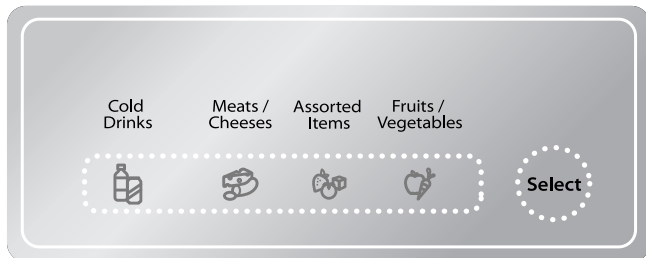 Cold
Drinks
Meats /
Cheeses
Assorted
Items
Fruits /
Vegetables
Select